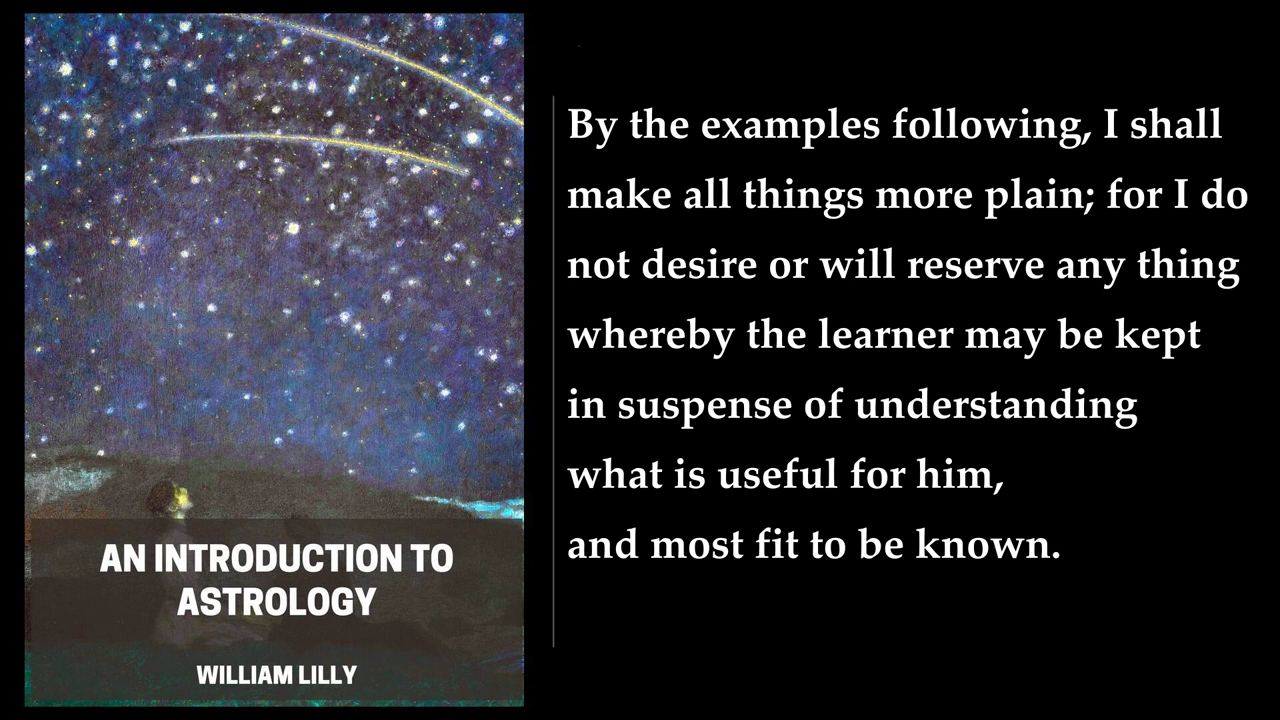 AN INTRODUCTION TO
ASTROLOGY
WILLIAM LILLY
By the examples following, I shall
make all things more plain; for I do
not desire or will reserve any thing
whereby the learner may be kept
in suspense of understanding
what is useful for him,
and most fit to be known.